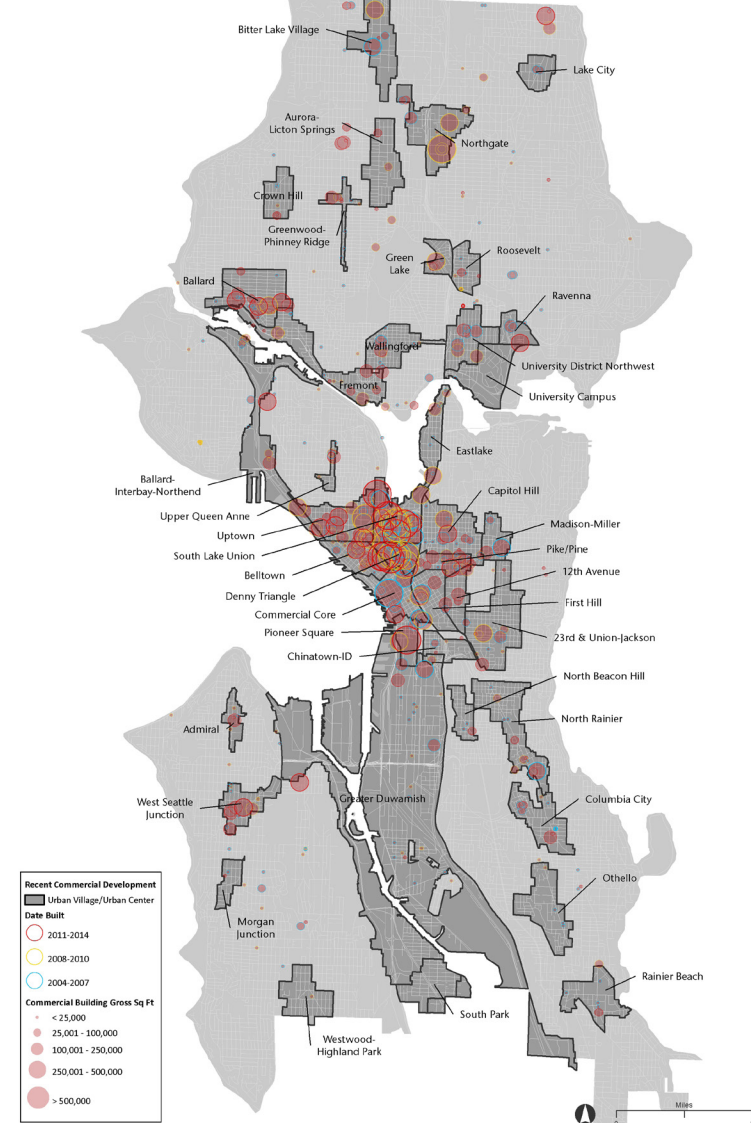 Bitter Lake Village
Lake City
Aurora-
Licton Springs
Northgate
Crown Hill
Greenwood-
Phinney Ridge
Green
Lake
Roosevelt
Ballard
Ravenna
Wallingford
University District Northwest
Fremont
University Campus
Eastlake
Ballard-
Interbay-Northend
Capitol Hill
Upper Queen Anne
Madison-Miller
Uptown
South Lake Union
Pike/Pine
Belltown
12th Avenue
Denny Triangle
First Hill
Commercial Core
Pioneer Square
23rd & Union-Jackson
Chinatown-ID
North Beacon Hill
North Rainier
Admiral
West Seattle
Junction
Greater Duwamish
Columbia City
Othello
Morgan
Junction
Rainier Beach
South Park
Westwood-
Highland Park
Recent Commercial Development
Urban Village/Urban Center
Date Built
2011-2014
2008-2010
2004-2007
Commercial Building Gross Sq Ft
< 25,000
25,001 - 100,000
100,001 - 250,000
250,001 - 500,000
> 500,000
Miles
0